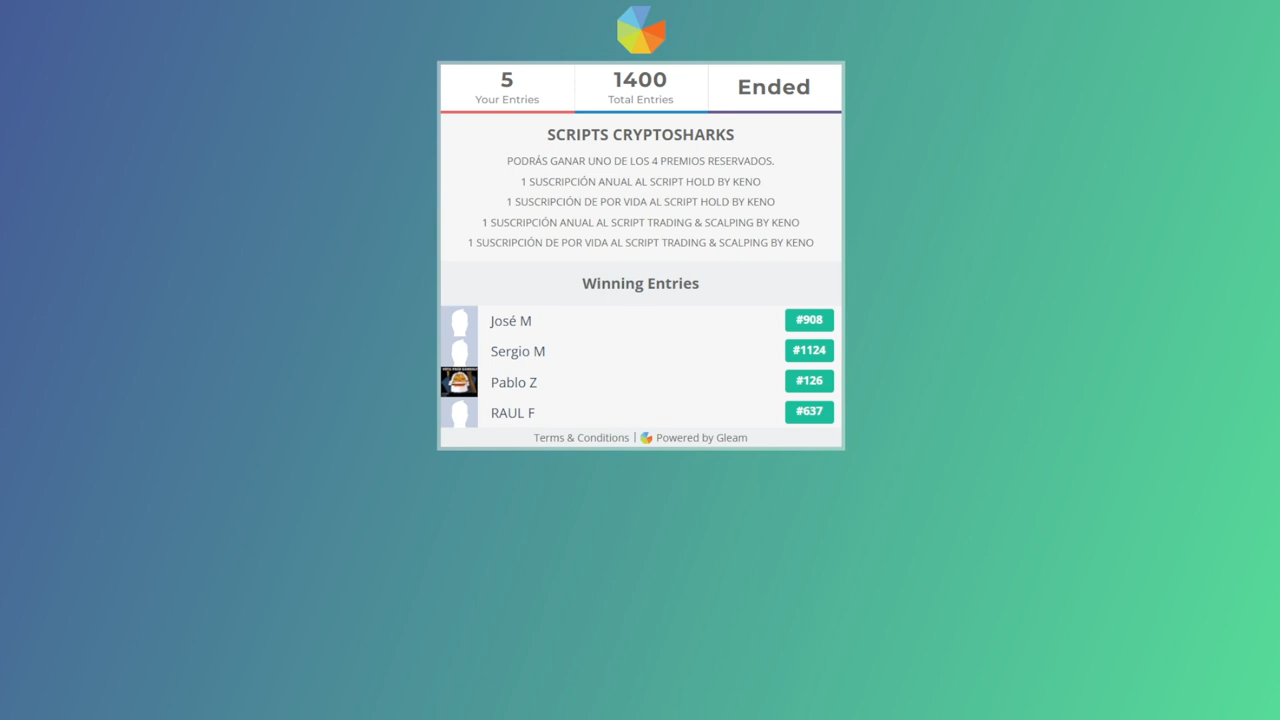 5
Your Entries
1400
Total Entries
Ended
SCRIPTS CRYPTOSHARKS
PODRÁS GANAR UNO DE LOS 4 PREMIOS RESERVADOS.
1 SUSCRIPCIÓN ANUAL AL SCRIPT HOLD BY KENO
1 SUSCRIPCIÓN DE POR VIDA AL SCRIPT HOLD BY KENO
1 SUSCRIPCIÓN ANUAL AL SCRIPT TRADING & SCALPING BY KENO
1 SUSCRIPCIÓN DE POR VIDA AL SCRIPT TRADING & SCALPING BY KENO
Winning Entries
José M #908
Sergio M #1124
Pablo Z #126
RAUL F #637
Terms & Conditions | Powered by Gleam